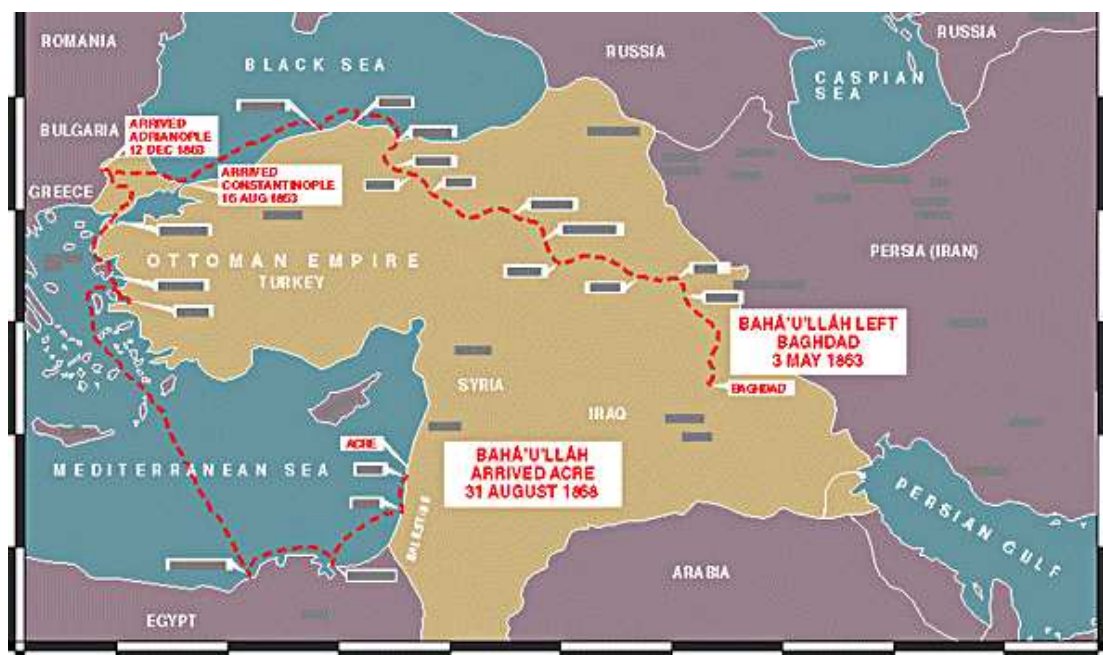 ROMANIA
RUSSIA
RUSSIA
BLACK SEA
CASPIAN
SEA
BULGARIA
ARRIVED
ADRIANOPLE
12 DEC 1863
ARRIVED
CONSTANTINOPLE
16 AUG 1863
GREECE
PERSIA (IRAN)
OTTOMAN EMPIRE
TURKEY
BAHÁ'U'LLÁH LEFT
BAGHDAD
3 MAY 1863
BAGHDAD
SYRIA
IRAQ
ACRE
BAHÁ'U'LLÁH
ARRIVED ACRE
31 AUGUST 1868
MEDITERRANEAN SEA
PALESTINE
PERSIAN GULF
ARABIA
EGYPT